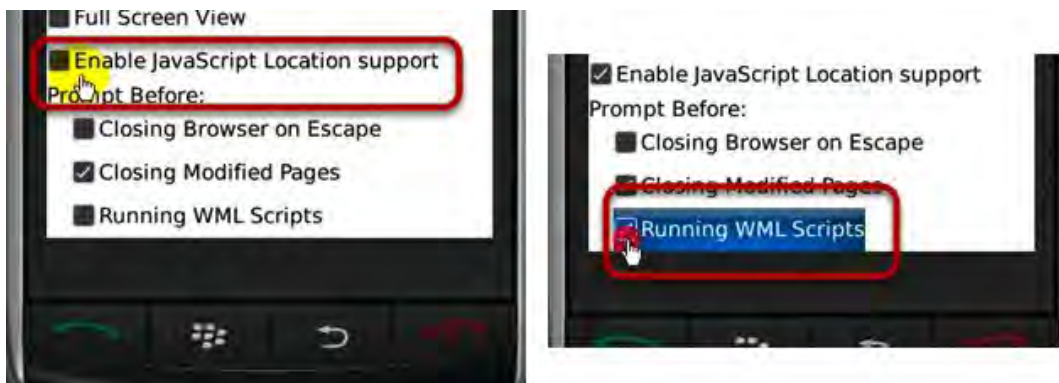 Full Screen View
Enable JavaScript Location support
Prompt Before:
Closing Browser on Escape
Closing Modified Pages
Running WML Scripts
Enable JavaScript Location support
Prompt Before:
Closing Browser on Escape
Closing Modified Pages
Running WML Scripts